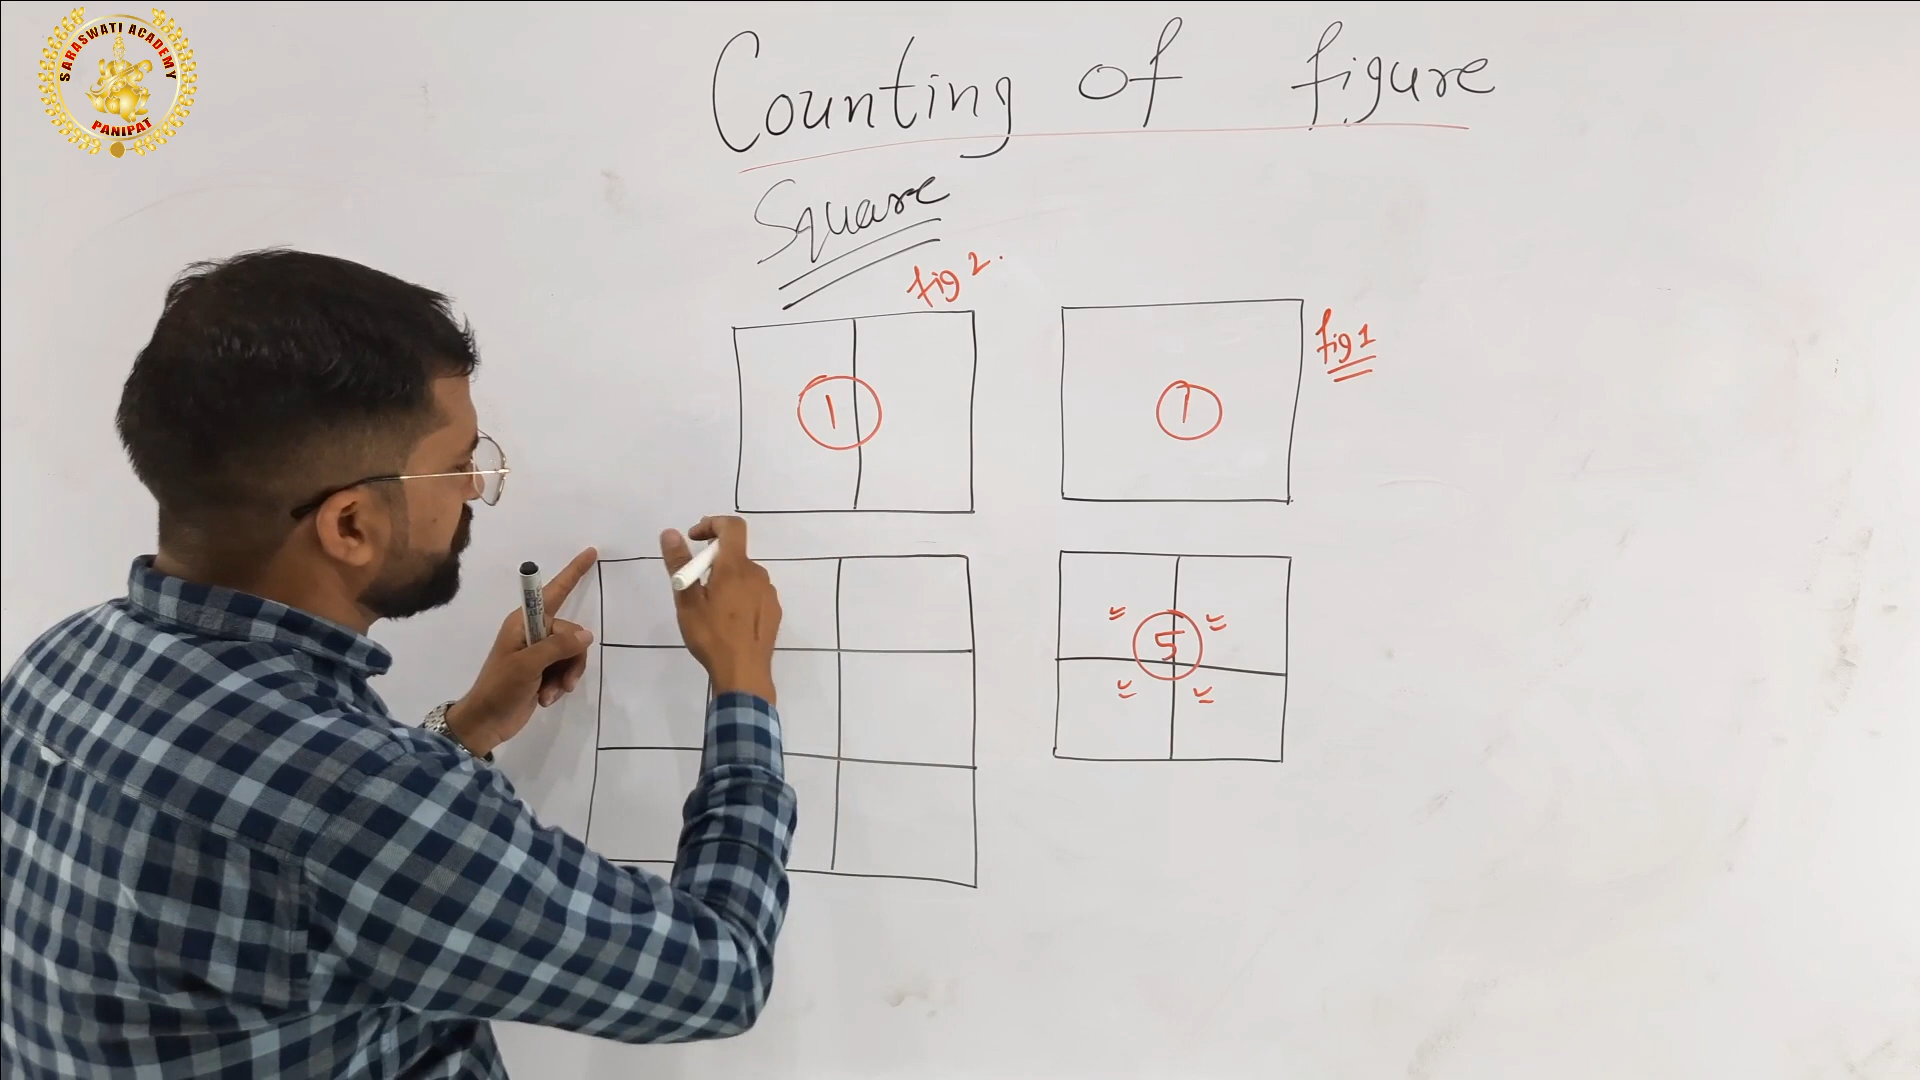 SARASWATI ACADEMY
PANIPAT
Counting of figure
Square
fig 2.
fig 1
1
1
5